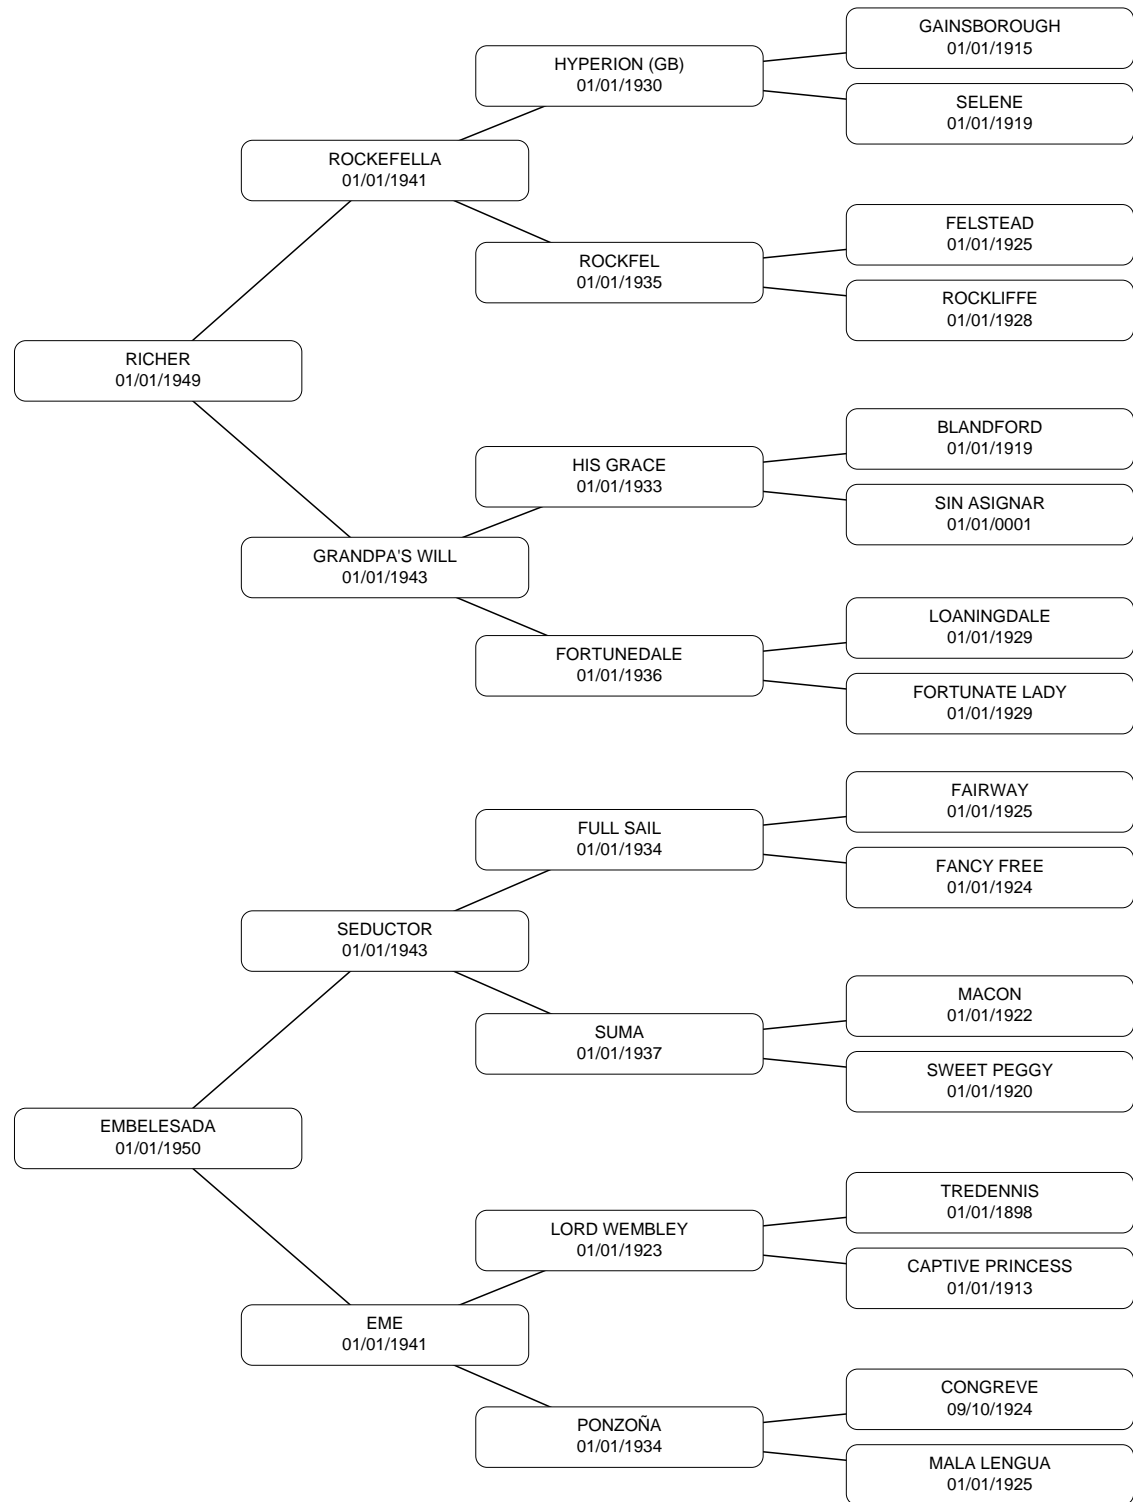 GAINSBOROUGH
01/01/1915
HYPERION (GB)
01/01/1930
SELENE
01/01/1919
ROCKEFELLA
01/01/1941
FELSTEAD
01/01/1925
ROCKFEL
01/01/1935
ROCKLIFFE
01/01/1928
RICHER
01/01/1949
BLANDFORD
01/01/1919
HIS GRACE
01/01/1933
SIN ASIGNAR
01/01/0001
GRANDPA'S WILL
01/01/1943
LOANINGDALE
01/01/1929
FORTUNEDALE
01/01/1936
FORTUNATE LADY
01/01/1929
FAIRWAY
01/01/1925
FULL SAIL
01/01/1934
FANCY FREE
01/01/1924
SEDUCTOR
01/01/1943
MACON
01/01/1922
SUMA
01/01/1937
SWEET PEGGY
01/01/1920
EMBELESADA
01/01/1950
TREDENNIS
01/01/1898
LORD WEMBLEY
01/01/1923
CAPTIVE PRINCESS
01/01/1913
EME
01/01/1941
CONGREVE
09/10/1924
PONZOÑA
01/01/1934
MALA LENGUA
01/01/1925